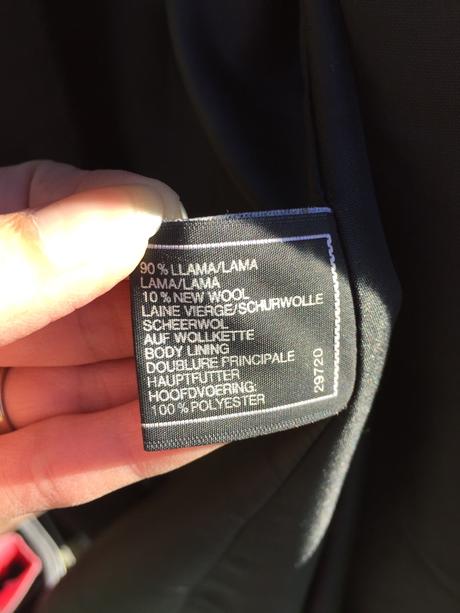 90% LLAMA/LAMA
LAMA/LAMA
10% NEW WOOL
LAINE VIERGE/SCHURWOLLE
SCHEERWOL
AUF WOLLKETTE
BODY LINING
DOUBLURE PRINCIPALE
HAUPTFUTTER
HOOFDVOERING:
100% POLYESTER
29720